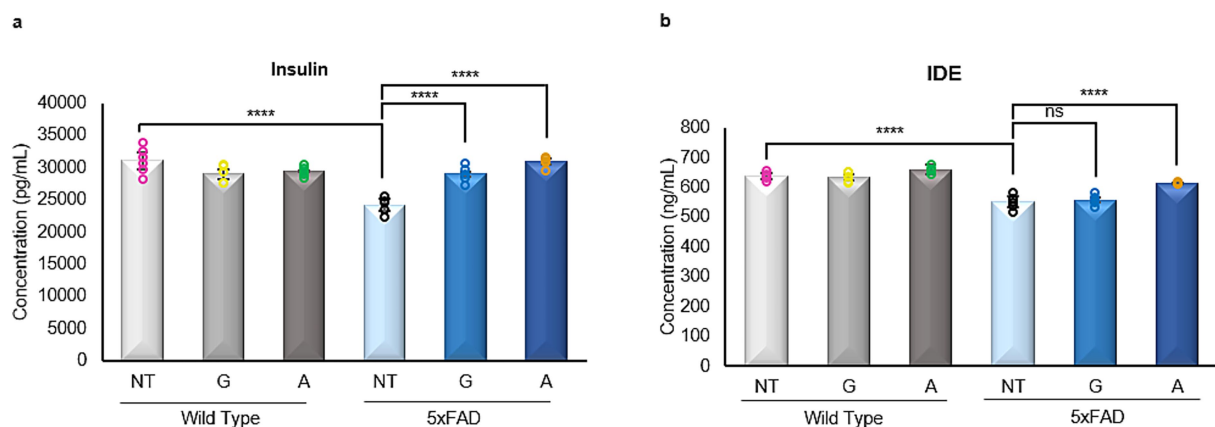 a
Insulin
Concentration (pg/mL)
40000
35000
30000
25000
20000
15000
10000
5000
0
****
****
****
NT G A NT G A
Wild Type 5xFAD
b
IDE
Concentration (ng/mL)
800
700
600
500
400
300
200
100
0
****
ns
****
NT G A NT G A
Wild Type 5xFAD